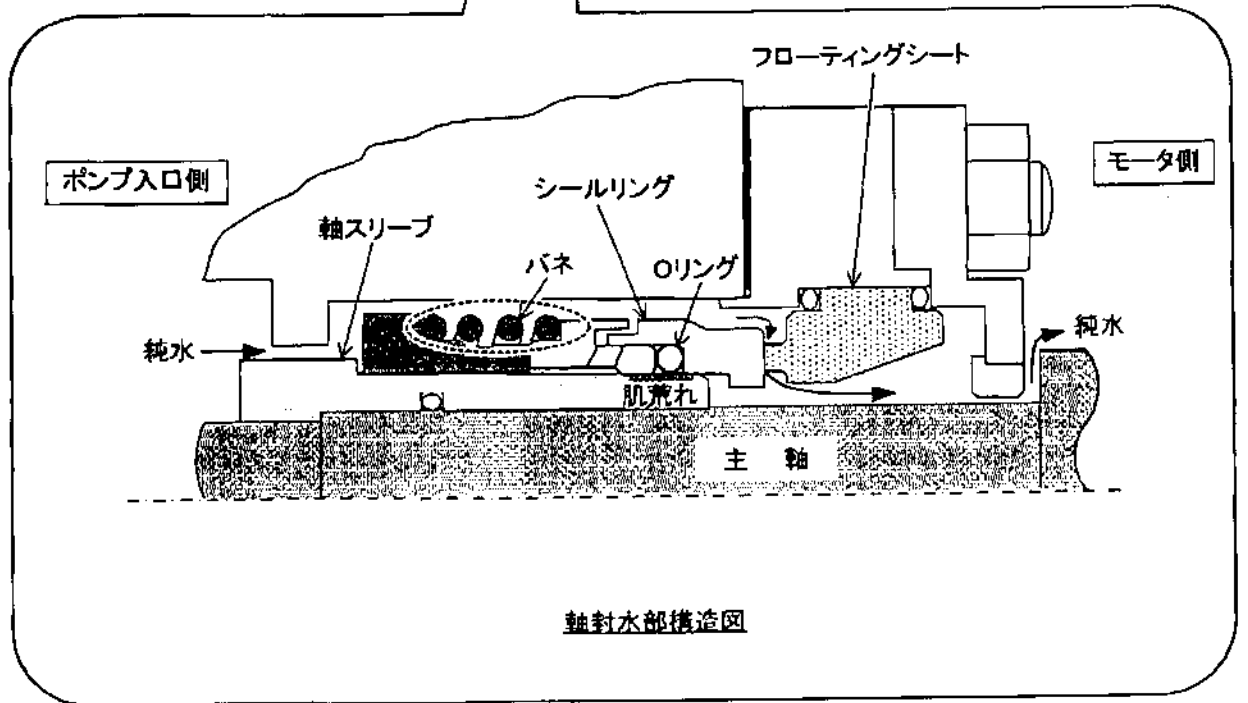 フローティングシート
ポンプ入口側
モータ側
シールリング
軸スリーブ
バネ
Oリング
純水
純水
肌荒れ
主 軸
軸封水部構造図